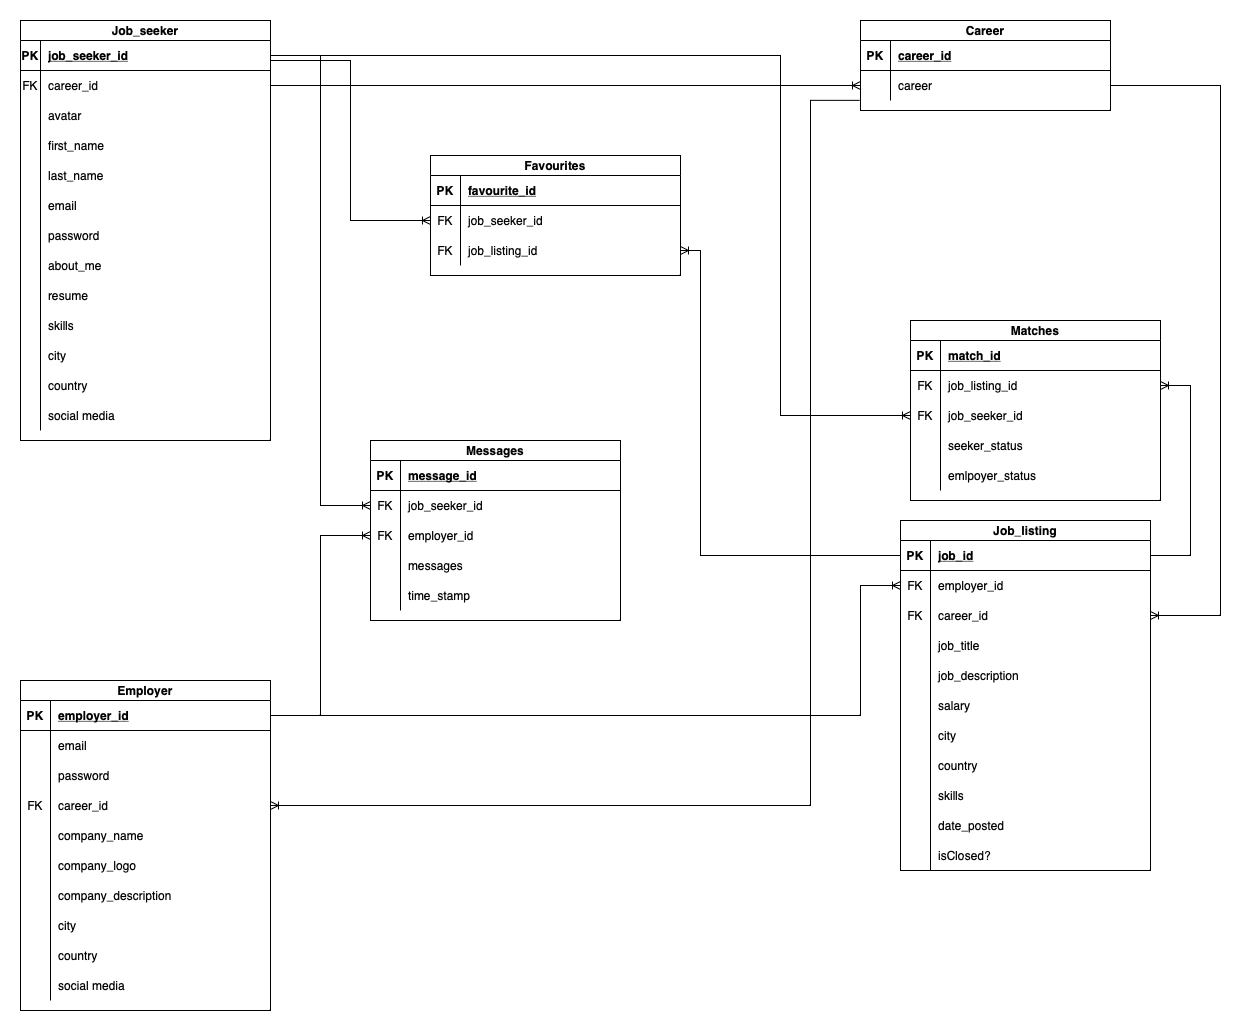 Job_seeker
PK job_seeker_id
FK career_id
avatar
first_name
last_name
email
password
about_me
resume
skills
city
country
social media
Career
PK career_id
career
Favourites
PK favourite_id
FK job_seeker_id
FK job_listing_id
Matches
PK match_id
FK job_listing_id
FK job_seeker_id
seeker_status
emlpoyer_status
Messages
PK message_id
FK job_seeker_id
FK employer_id
messages
time_stamp
Job_listing
PK job_id
FK employer_id
FK career_id
job_title
job_description
salary
city
country
skills
date_posted
isClosed?
Employer
PK employer_id
email
password
FK career_id
company_name
company_logo
company_description
city
country
social media